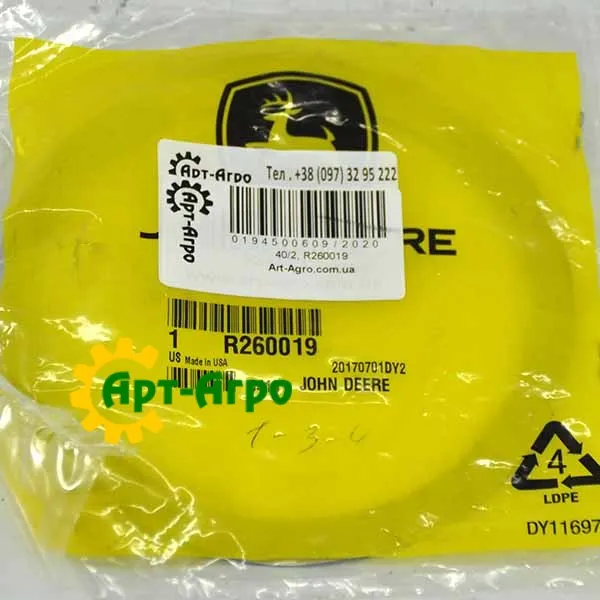 Арт-Агро
Тел. +38 (097) 32 95 222
Арт-Агро
0194500609/2020
40/2, R260019
Art-Agro.com.ua
J
ERE
1 R260019
US Made in USA
20170701DY2
JOHN DEERE
Арт-Агро
1-3-4
4
LDPE
DY11697